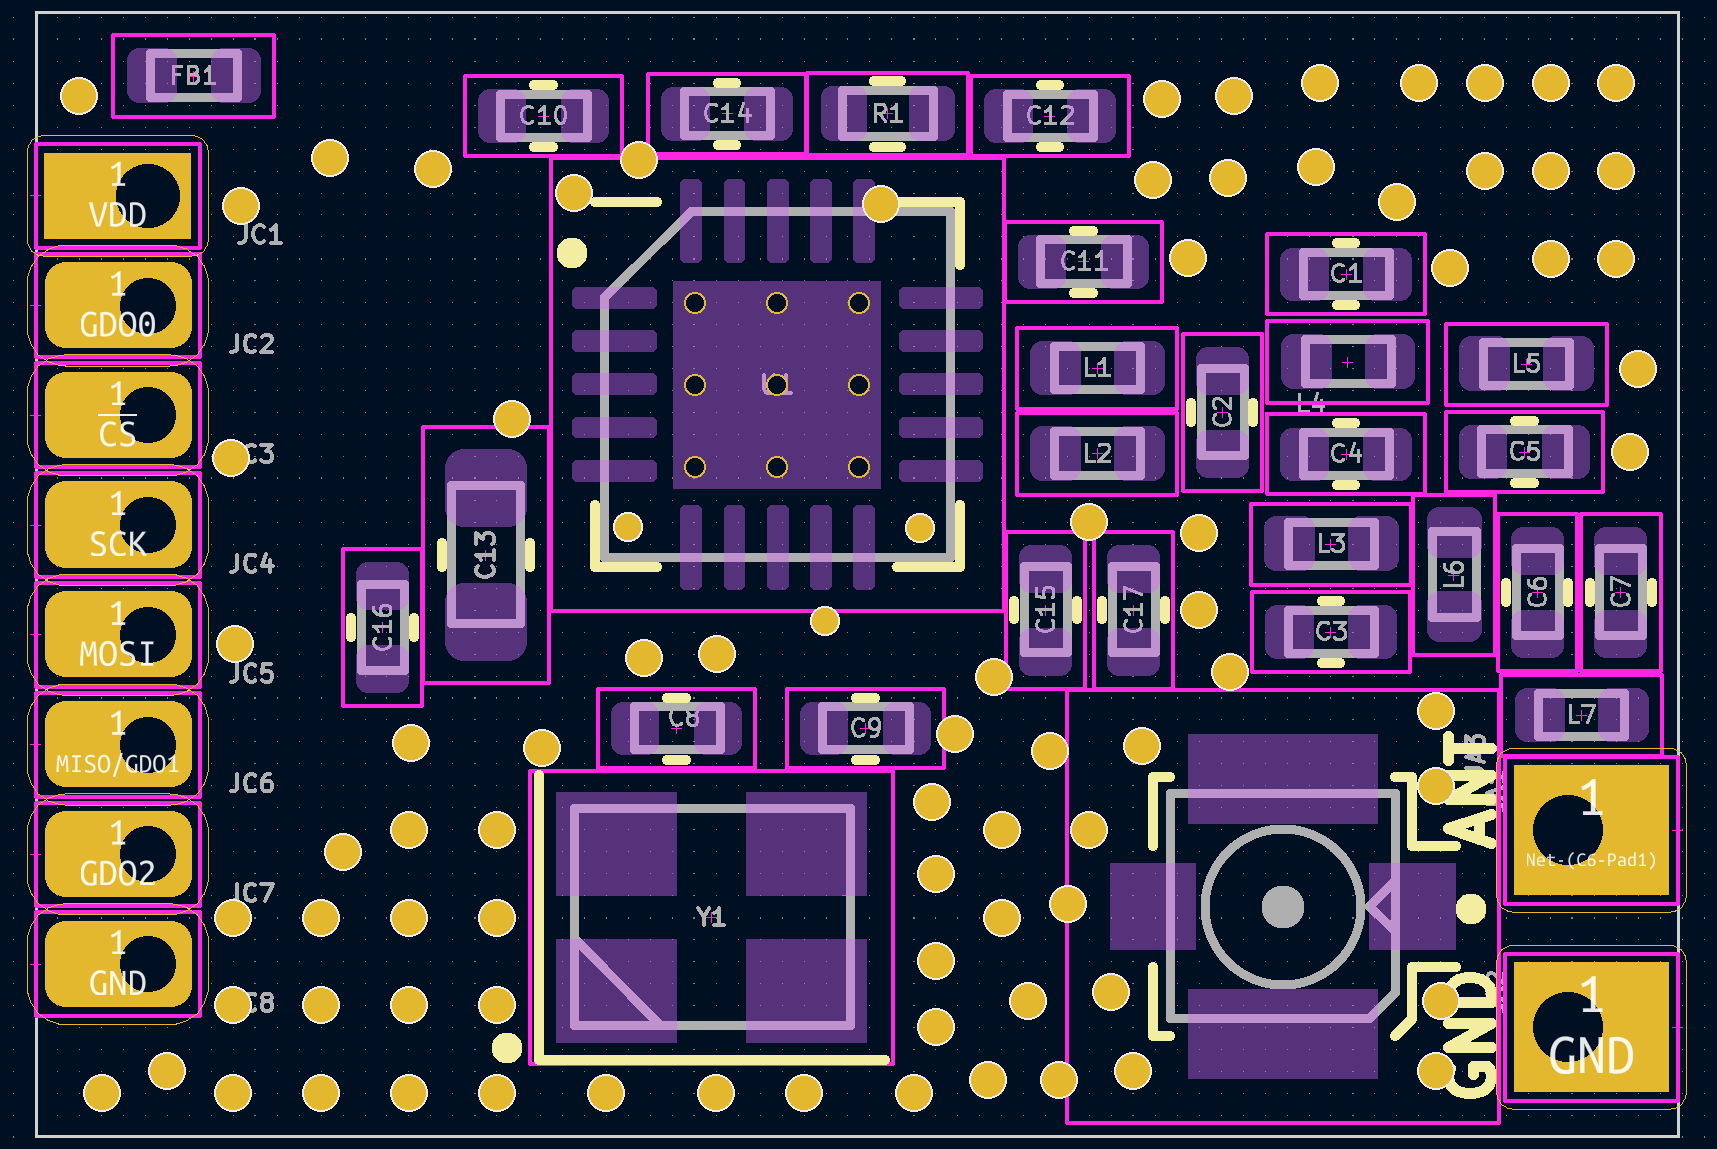 FB1
C10
C14
R1
C12
1
VDD
JC1
1
GDO0
JC2
1
CS
C3
1
SCK
JC4
1
MOSI
JC5
1
MISO/GDO1
JC6
1
GDO2
JC7
1
GND
C8
C11
C1
L1
L5
L2
C2
L4
C4
C5
C13
C16
C15
C17
L3
C3
L6
C6
C7
C8
C9
L7
Y1
ANT
GND
1
Net-(C6-Pad1)
1
GND